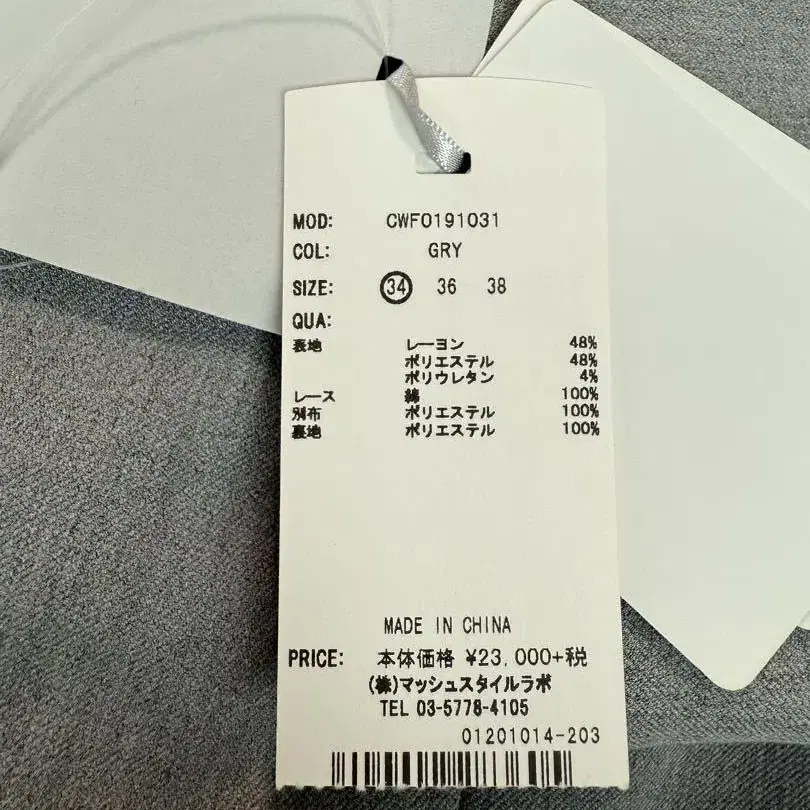 MOD: CWF0191031
COL: GRY
SIZE: 34 36 38
QUA:
表地 レーヨン 48%
ポリエステル 48%
ポリウレタン 4%
レース 綿 100%
別布 ポリエステル 100%
裏地 ポリエステル 100%
MADE IN CHINA
PRICE: 本体価格 ¥23,000+税
(株)マッシュスタイルラボ
TEL 03-5778-4105
01201014-203